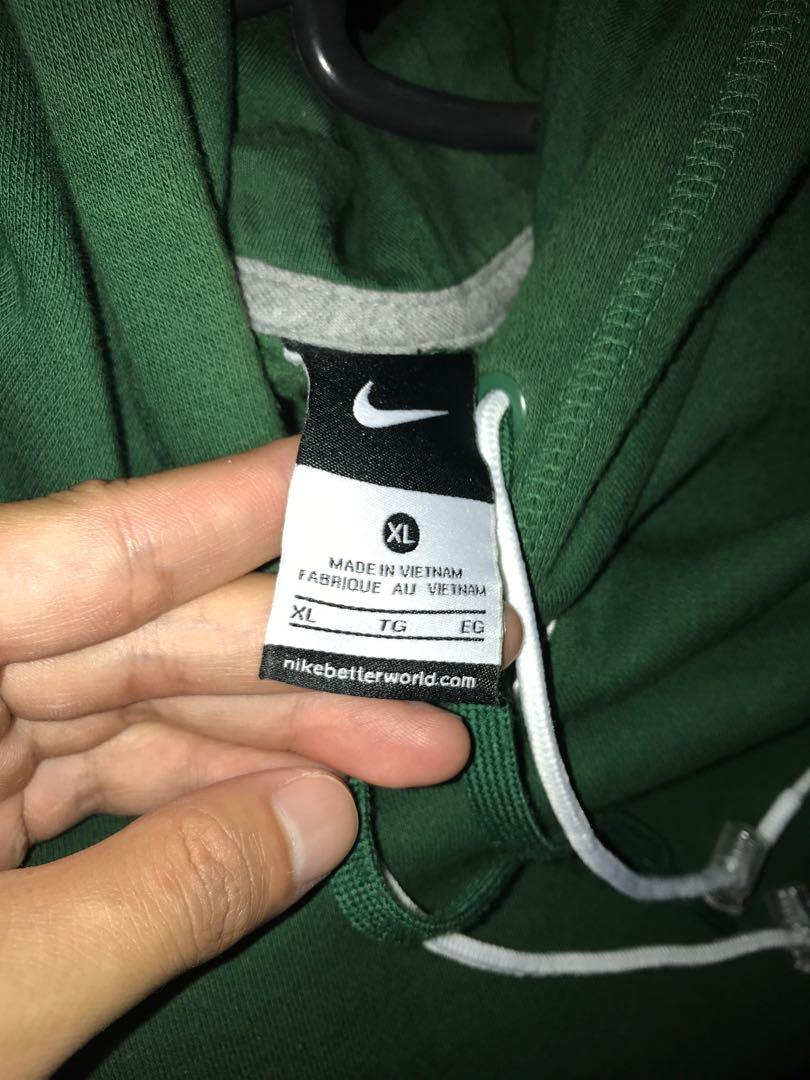 XL
MADE IN VIETNAM
FABRIQUE AU VIETNAM
XL TG EG
nikebetterworld.com